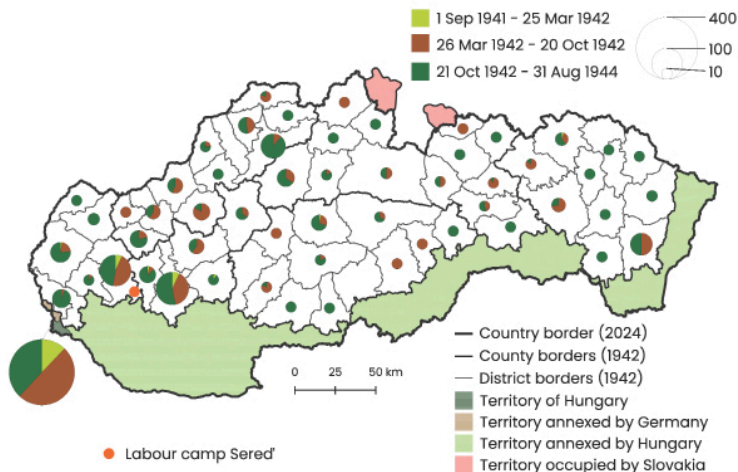 1 Sep 1941 - 25 Mar 1942
26 Mar 1942 - 20 Oct 1942
21 Oct 1942 - 31 Aug 1944
400
100
10
0 25 50 km
Country border (2024)
County borders (1942)
District borders (1942)
Territory of Hungary
Territory annexed by Germany
Territory annexed by Hungary
Territory occupied by Slovakia
Labour camp Sereď